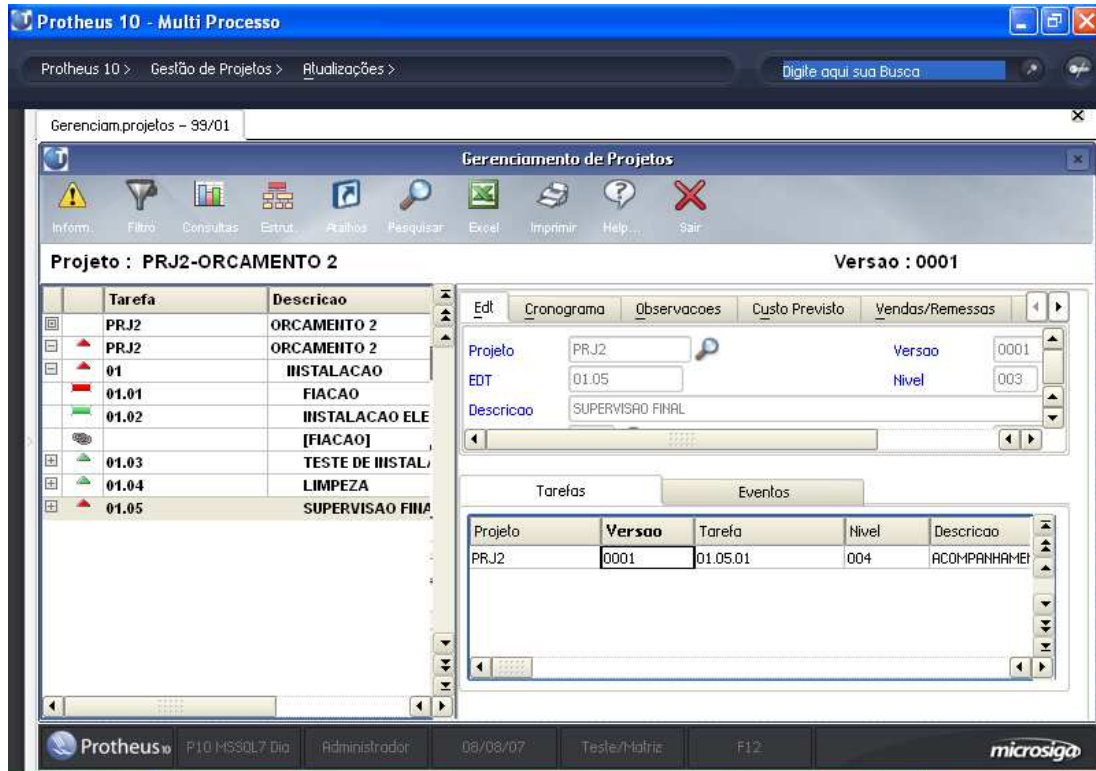 Protheus 10 - Multi Processo
Protheus 10 > Gestão de Projetos > Atualizações >
Digite aqui sua Busca
Gerenciam.projetos - 99/01
Gerenciamento de Projetos
Inform. Filtro Consultas Estrut. Atalhos Pesquisar Excel Imprimir Help... Sair
Projeto : PRJ2-ORCAMENTO 2 Versao : 0001
Tarefa Descricao
PRJ2 ORCAMENTO 2
PRJ2 ORCAMENTO 2
01 INSTALACAO
01.01 FIACAO
01.02 INSTALACAO ELE
[FIACAO]
01.03 TESTE DE INSTAL
01.04 LIMPEZA
01.05 SUPERVISAO FINA
Edt Cronograma Observacoes Custo Previsto Vendas/Remessas
Projeto PRJ2 Versao 0001
EDT 01.05 Nivel 003
Descricao SUPERVISAO FINAL
Tarefas Eventos
Projeto Versao Tarefa Nivel Descricao
PRJ2 0001 01.05.01 004 ACOMPANHAMEN
Protheus 10 P10 MSSQL7 Dia Administrador 08/08/07 Teste/Matriz F12 microsiga